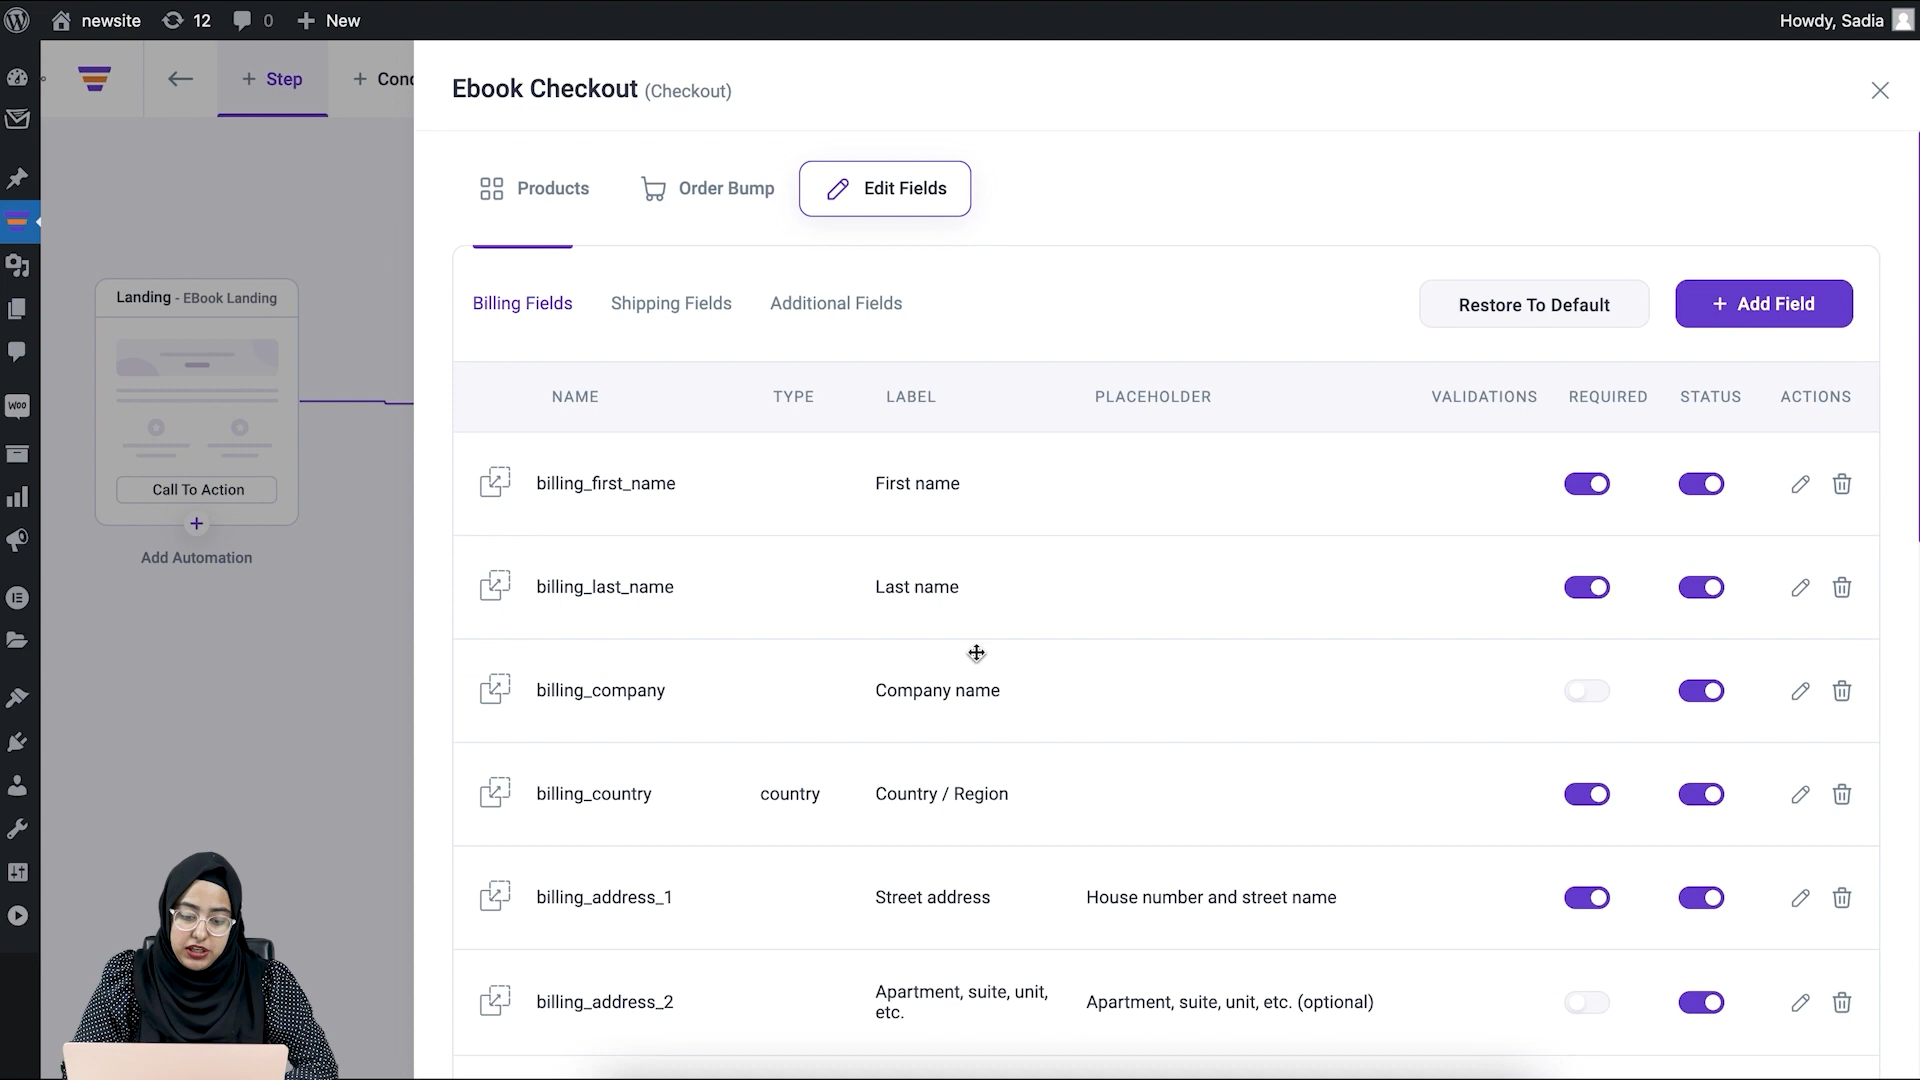 newsite
12
0
New
Howdy, Sadia
Step
Cond
Ebook Checkout (Checkout)
Products
Order Bump
Edit Fields
Billing Fields
Shipping Fields
Additional Fields
Restore To Default
+ Add Field
Landing - EBook Landing
Call To Action
Add Automation
WOO
NAME TYPE LABEL PLACEHOLDER VALIDATIONS REQUIRED STATUS ACTIONS
billing_first_name First name
billing_last_name Last name
billing_company Company name
billing_country country Country / Region
billing_address_1 Street address House number and street name
billing_address_2 Apartment, suite, unit, etc. Apartment, suite, unit, etc. (optional)